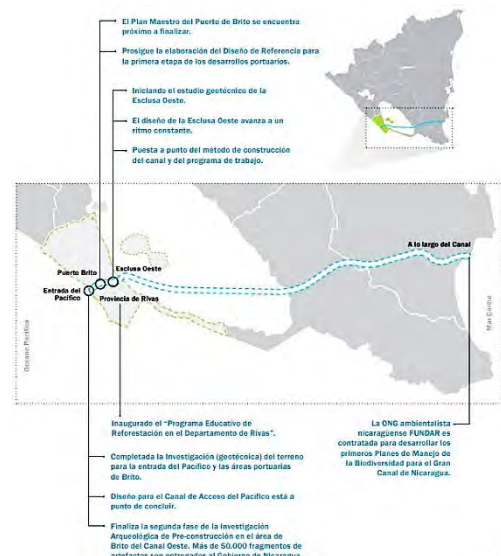 El Plan Maestro del Puerto de Brito se encuentra
próximo a finalizar.
Prosigue la elaboración del Diseño de Referencia para
la primera etapa de los desarrollos portuarios.
Iniciando el estudio geotécnico de la
Esclusa Oeste.
El diseño de la Esclusa Oeste avanza a un
ritmo constante.
Puesta a punto del método de construcción
del canal y del programa de trabajo.
A lo largo del Canal
Esclusa Oeste
Puerto Brito
Entrada del
Pacífico
Provincia de Rivas
Océano Pacífico
Mar Caribe
Inaugurado el "Programa Educativo de
Reforestación en el Departamento de Rivas".
Completada la Investigación (geotécnica) del terreno
para la entrada del Pacífico y las áreas portuarias
de Brito.
Diseño para el Canal de Acceso del Pacífico está a
punto de concluir.
Finaliza la segunda fase de la Investigación
Arqueológica de Pre-construcción en el área de
Brito del Canal Oeste. Más de 50.000 fragmentos de
artefactos son entregados al Gobierno de Nicaragua.
La ONG ambientalista
nicaragüense FUNDAR es
contratada para desarrollar los
primeros Planes de Manejo de
la Biodiversidad para el Gran
Canal de Nicaragua.